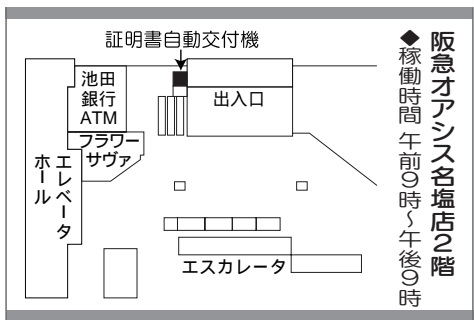 阪急オアシス名塩店2階
◆稼働時間 午前9時～午後9時
証明書自動交付機
池田
銀行
ATM
出入口
フラワー
サヴァ
エレベータ
ホール
エスカレータ